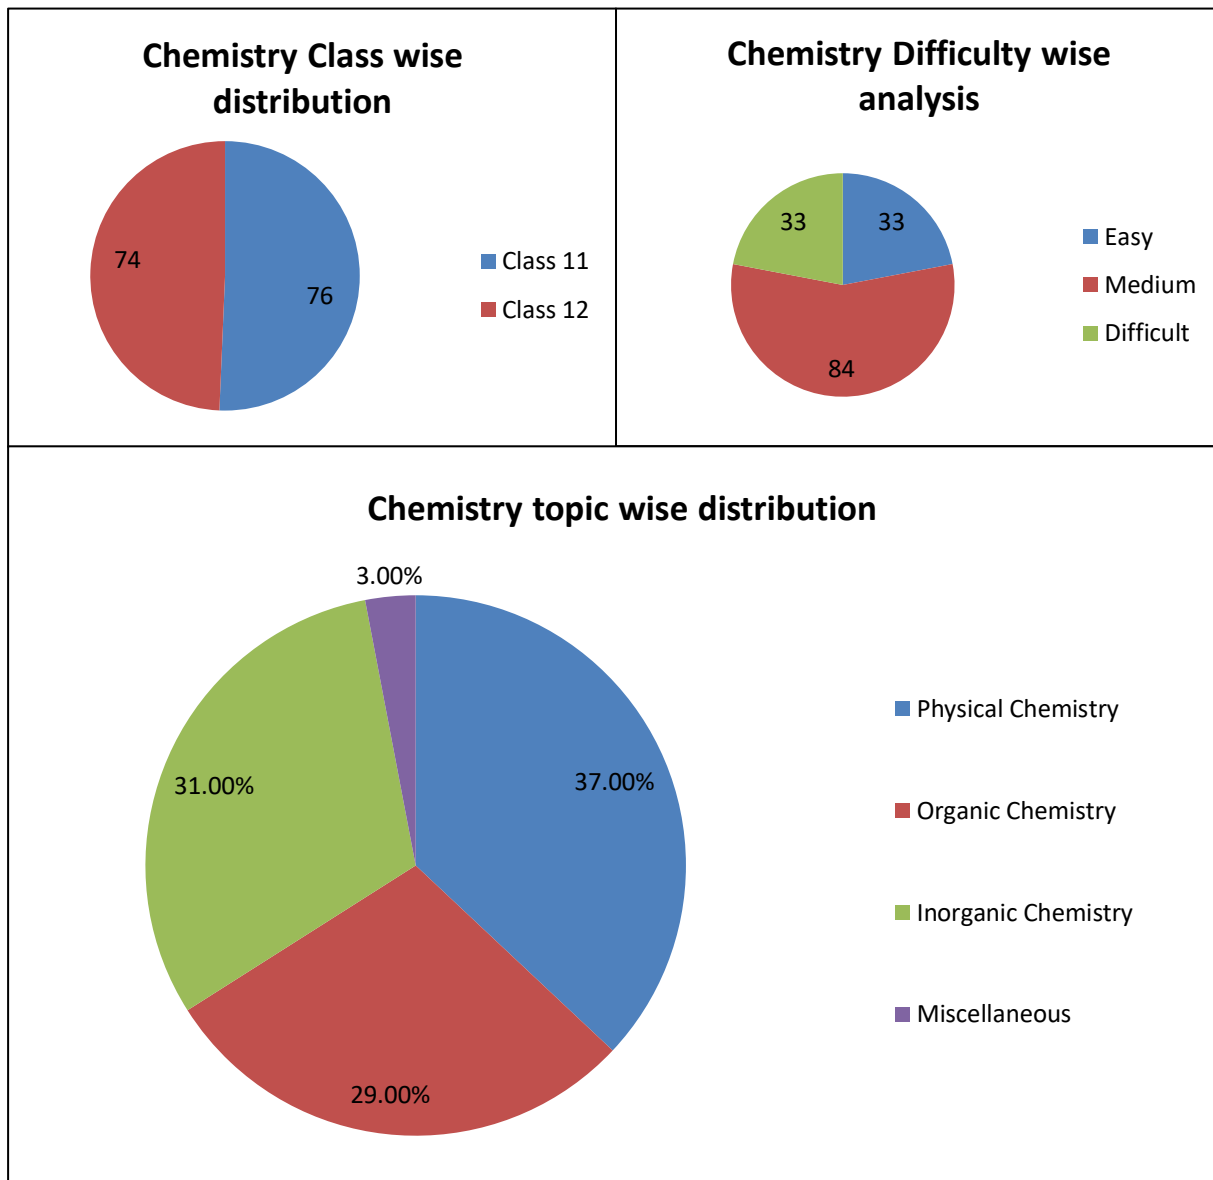 Chemistry Class wise
distribution
74
76
Class 11
Class 12
Chemistry Difficulty wise
analysis
33
33
84
Easy
Medium
Difficult
Chemistry topic wise distribution
3.00%
31.00%
37.00%
29.00%
Physical Chemistry
Organic Chemistry
Inorganic Chemistry
Miscellaneous